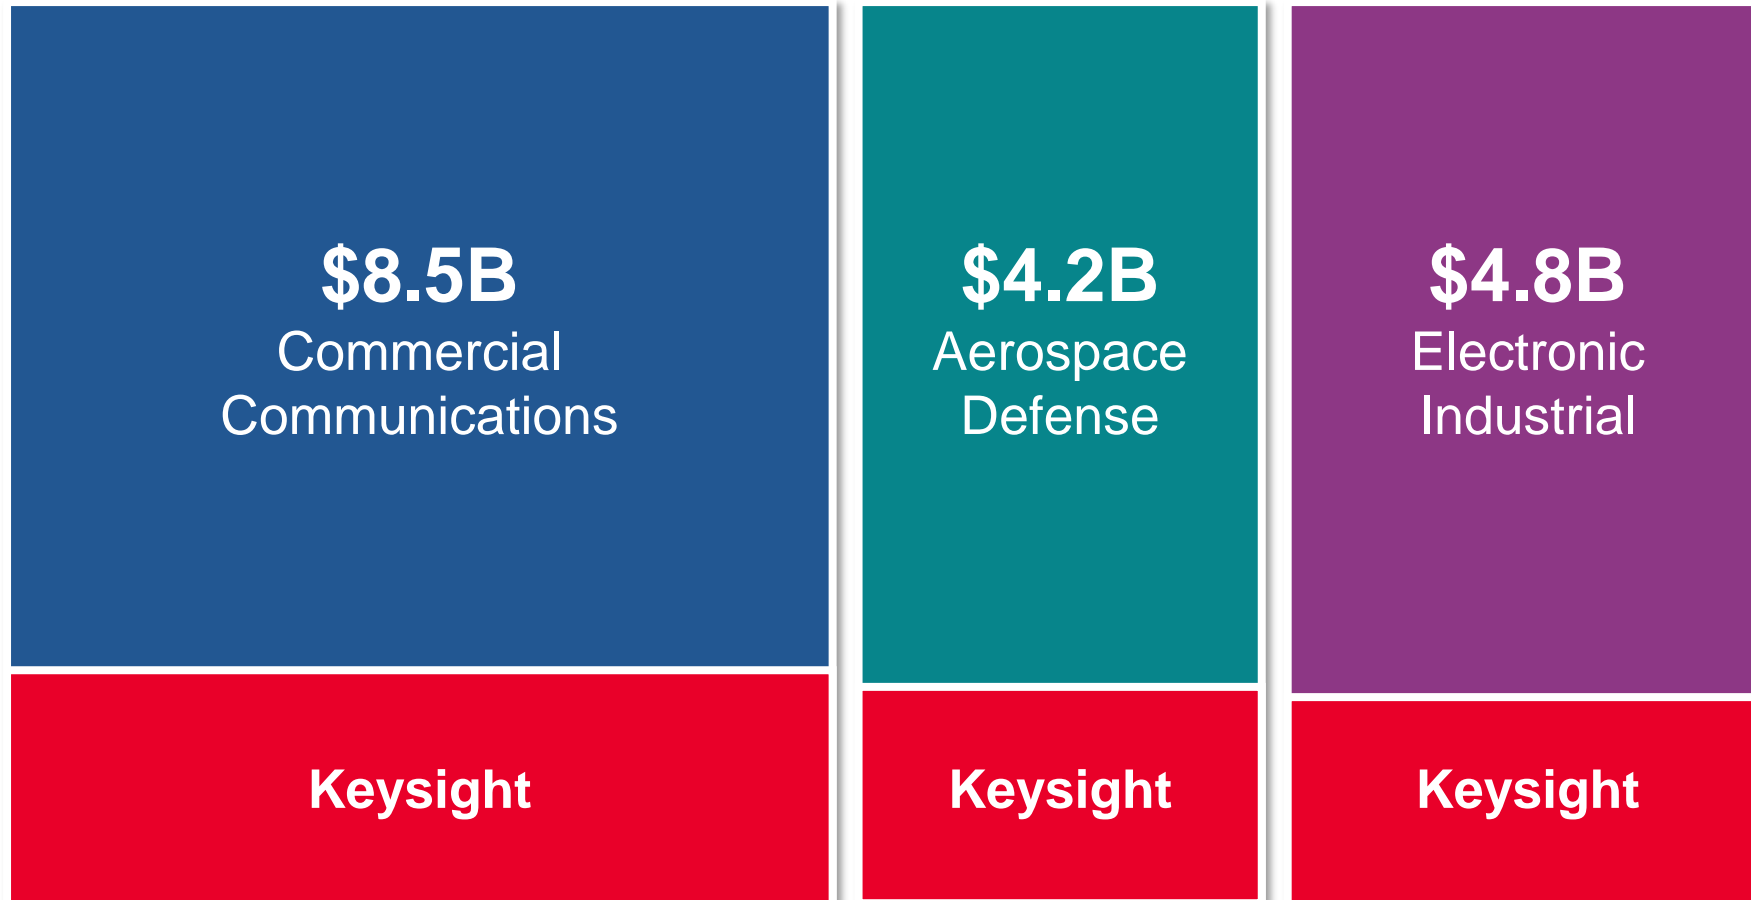 $8.5B
Commercial
Communications
Keysight
$4.2B
Aerospace
Defense
Keysight
$4.8B
Electronic
Industrial
Keysight